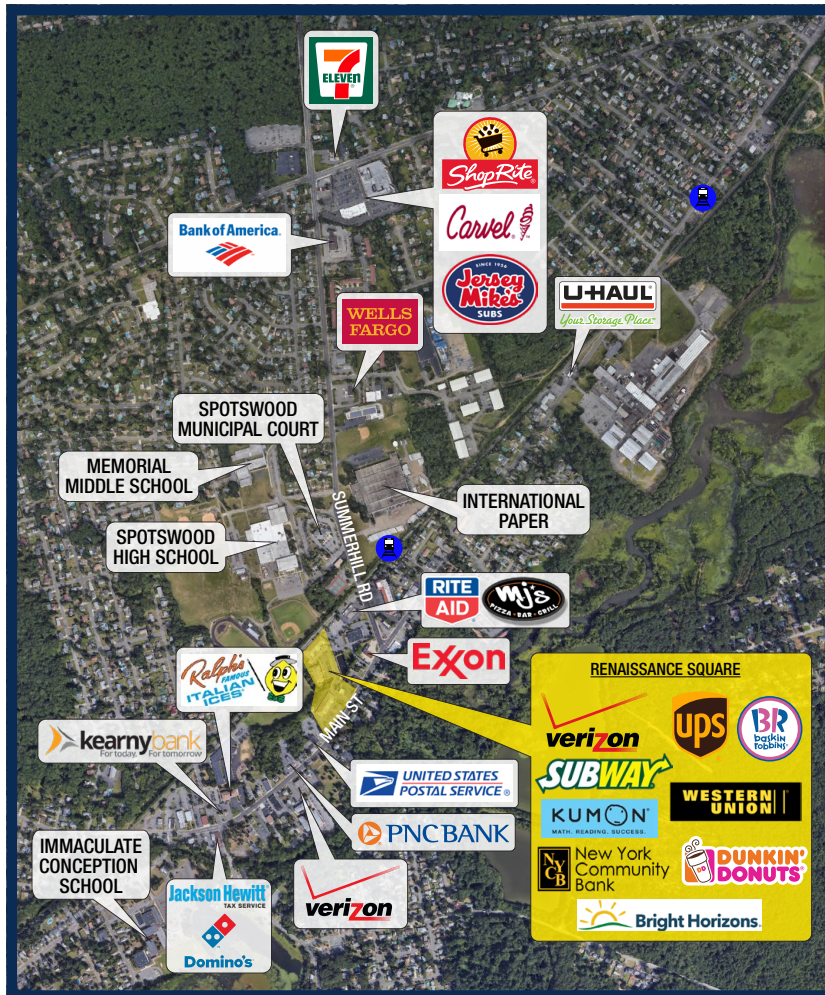 7
ELEVEN
ShopRite
Carvel
SINCE 1956
Jersey
Mike's
SUBS
Bank of America
U-HAUL
Your Storage Place
WELLS
FARGO
SPOTSWOOD
MUNICIPAL COURT
MEMORIAL
MIDDLE SCHOOL
SPOTSWOOD
HIGH SCHOOL
INTERNATIONAL
PAPER
SUMMERHILL RD
RITE
AID
mj's
PIZZA • BAR • GRILL
Exxon
Ralph's
FAMOUS
ITALIAN
ICES
MAIN ST
kearnybank
For today. For tomorrow
UNITED STATES
POSTAL SERVICE®
PNCBANK
IMMACULATE
CONCEPTION
SCHOOL
Jackson Hewitt
TAX SERVICE
Domino's
verizon
RENAISSANCE SQUARE
verizon
ups
BR
baskin
robbins
SUBWAY
WESTERN
UNION
KUMON
MATH. READING. SUCCESS.
NYCB
New York
Community
Bank
DUNKIN'
DONUTS
Bright Horizons